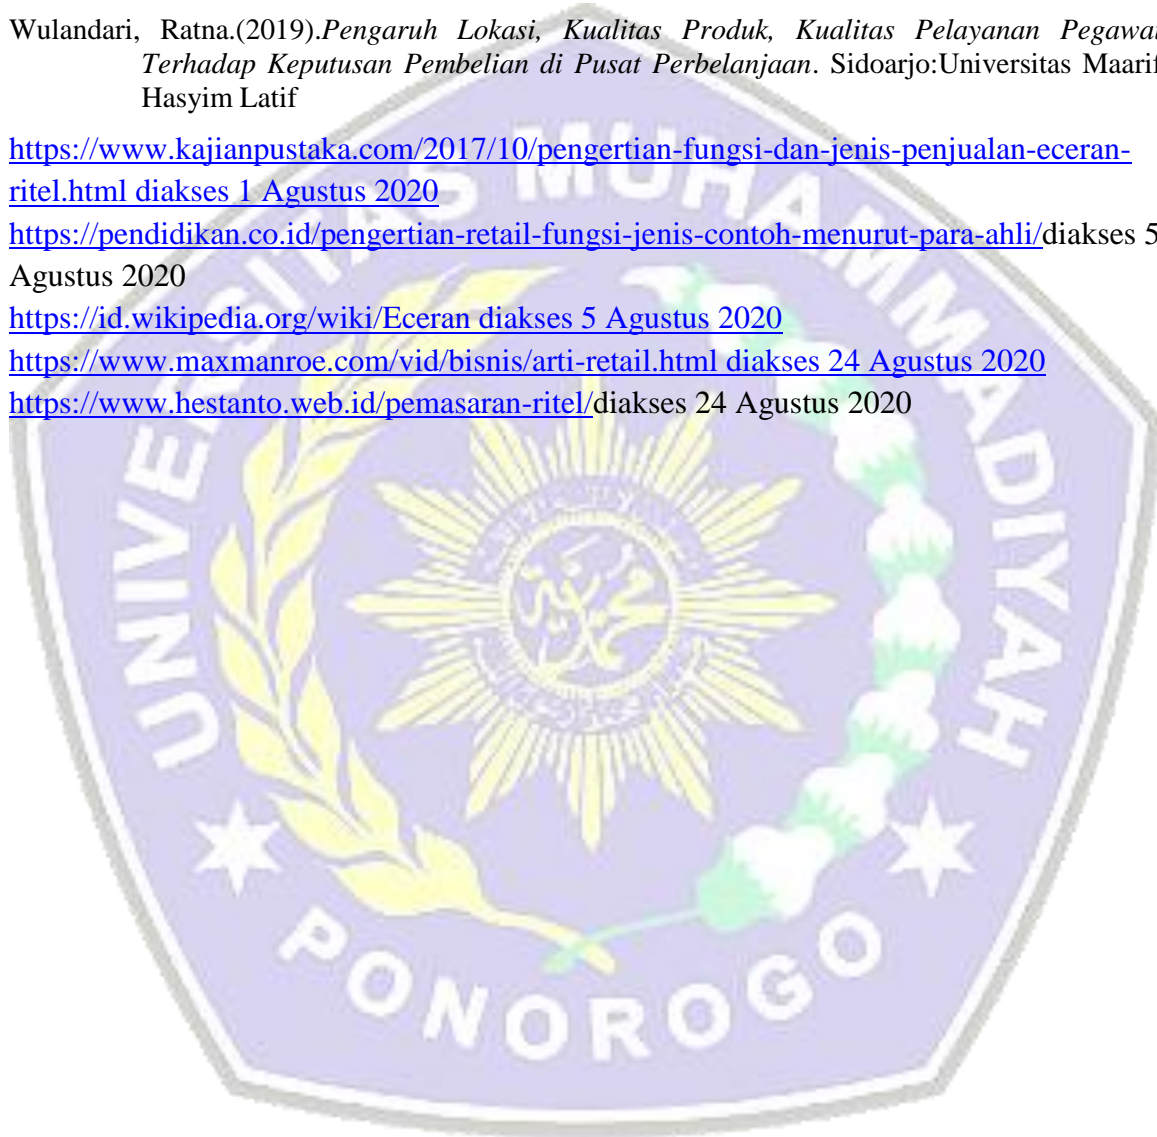 Wulandari, Ratna.(2019).Pengaruh Lokasi, Kualitas Produk, Kualitas Pelayanan Pegawai
Terhadap Keputusan Pembelian di Pusat Perbelanjaan. Sidoarjo:Universitas Maarif
Hasyim Latif
https://www.kajianpustaka.com/2017/10/pengertian-fungsi-dan-jenis-penjualan-eceran-
ritel.html diakses 1 Agustus 2020
https://pendidikan.co.id/pengertian-retail-fungsi-jenis-contoh-menurut-para-ahli/diakses 5
Agustus 2020
https://id.wikipedia.org/wiki/Eceran diakses 5 Agustus 2020
https://www.maxmanroe.com/vid/bisnis/arti-retail.html diakses 24 Agustus 2020
https://www.hestanto.web.id/pemasaran-ritel/diakses 24 Agustus 2020
UNIVERSITAS MUHAMMADIYAH
PONOROGO